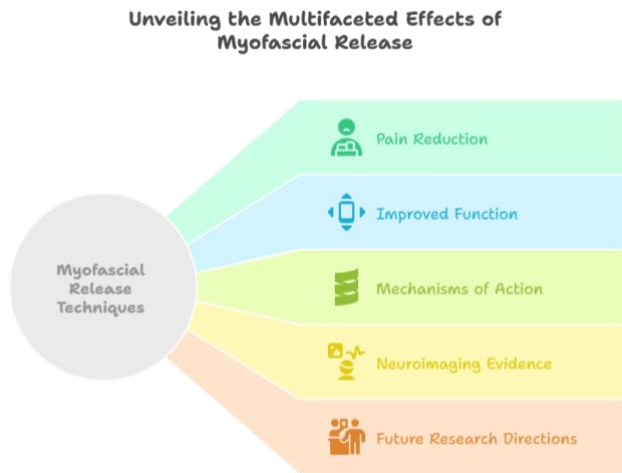 Unveiling the Multifaceted Effects of
Myofascial Release
Myofascial
Release
Techniques
Pain Reduction
Improved Function
Mechanisms of Action
Neuroimaging Evidence
Future Research Directions